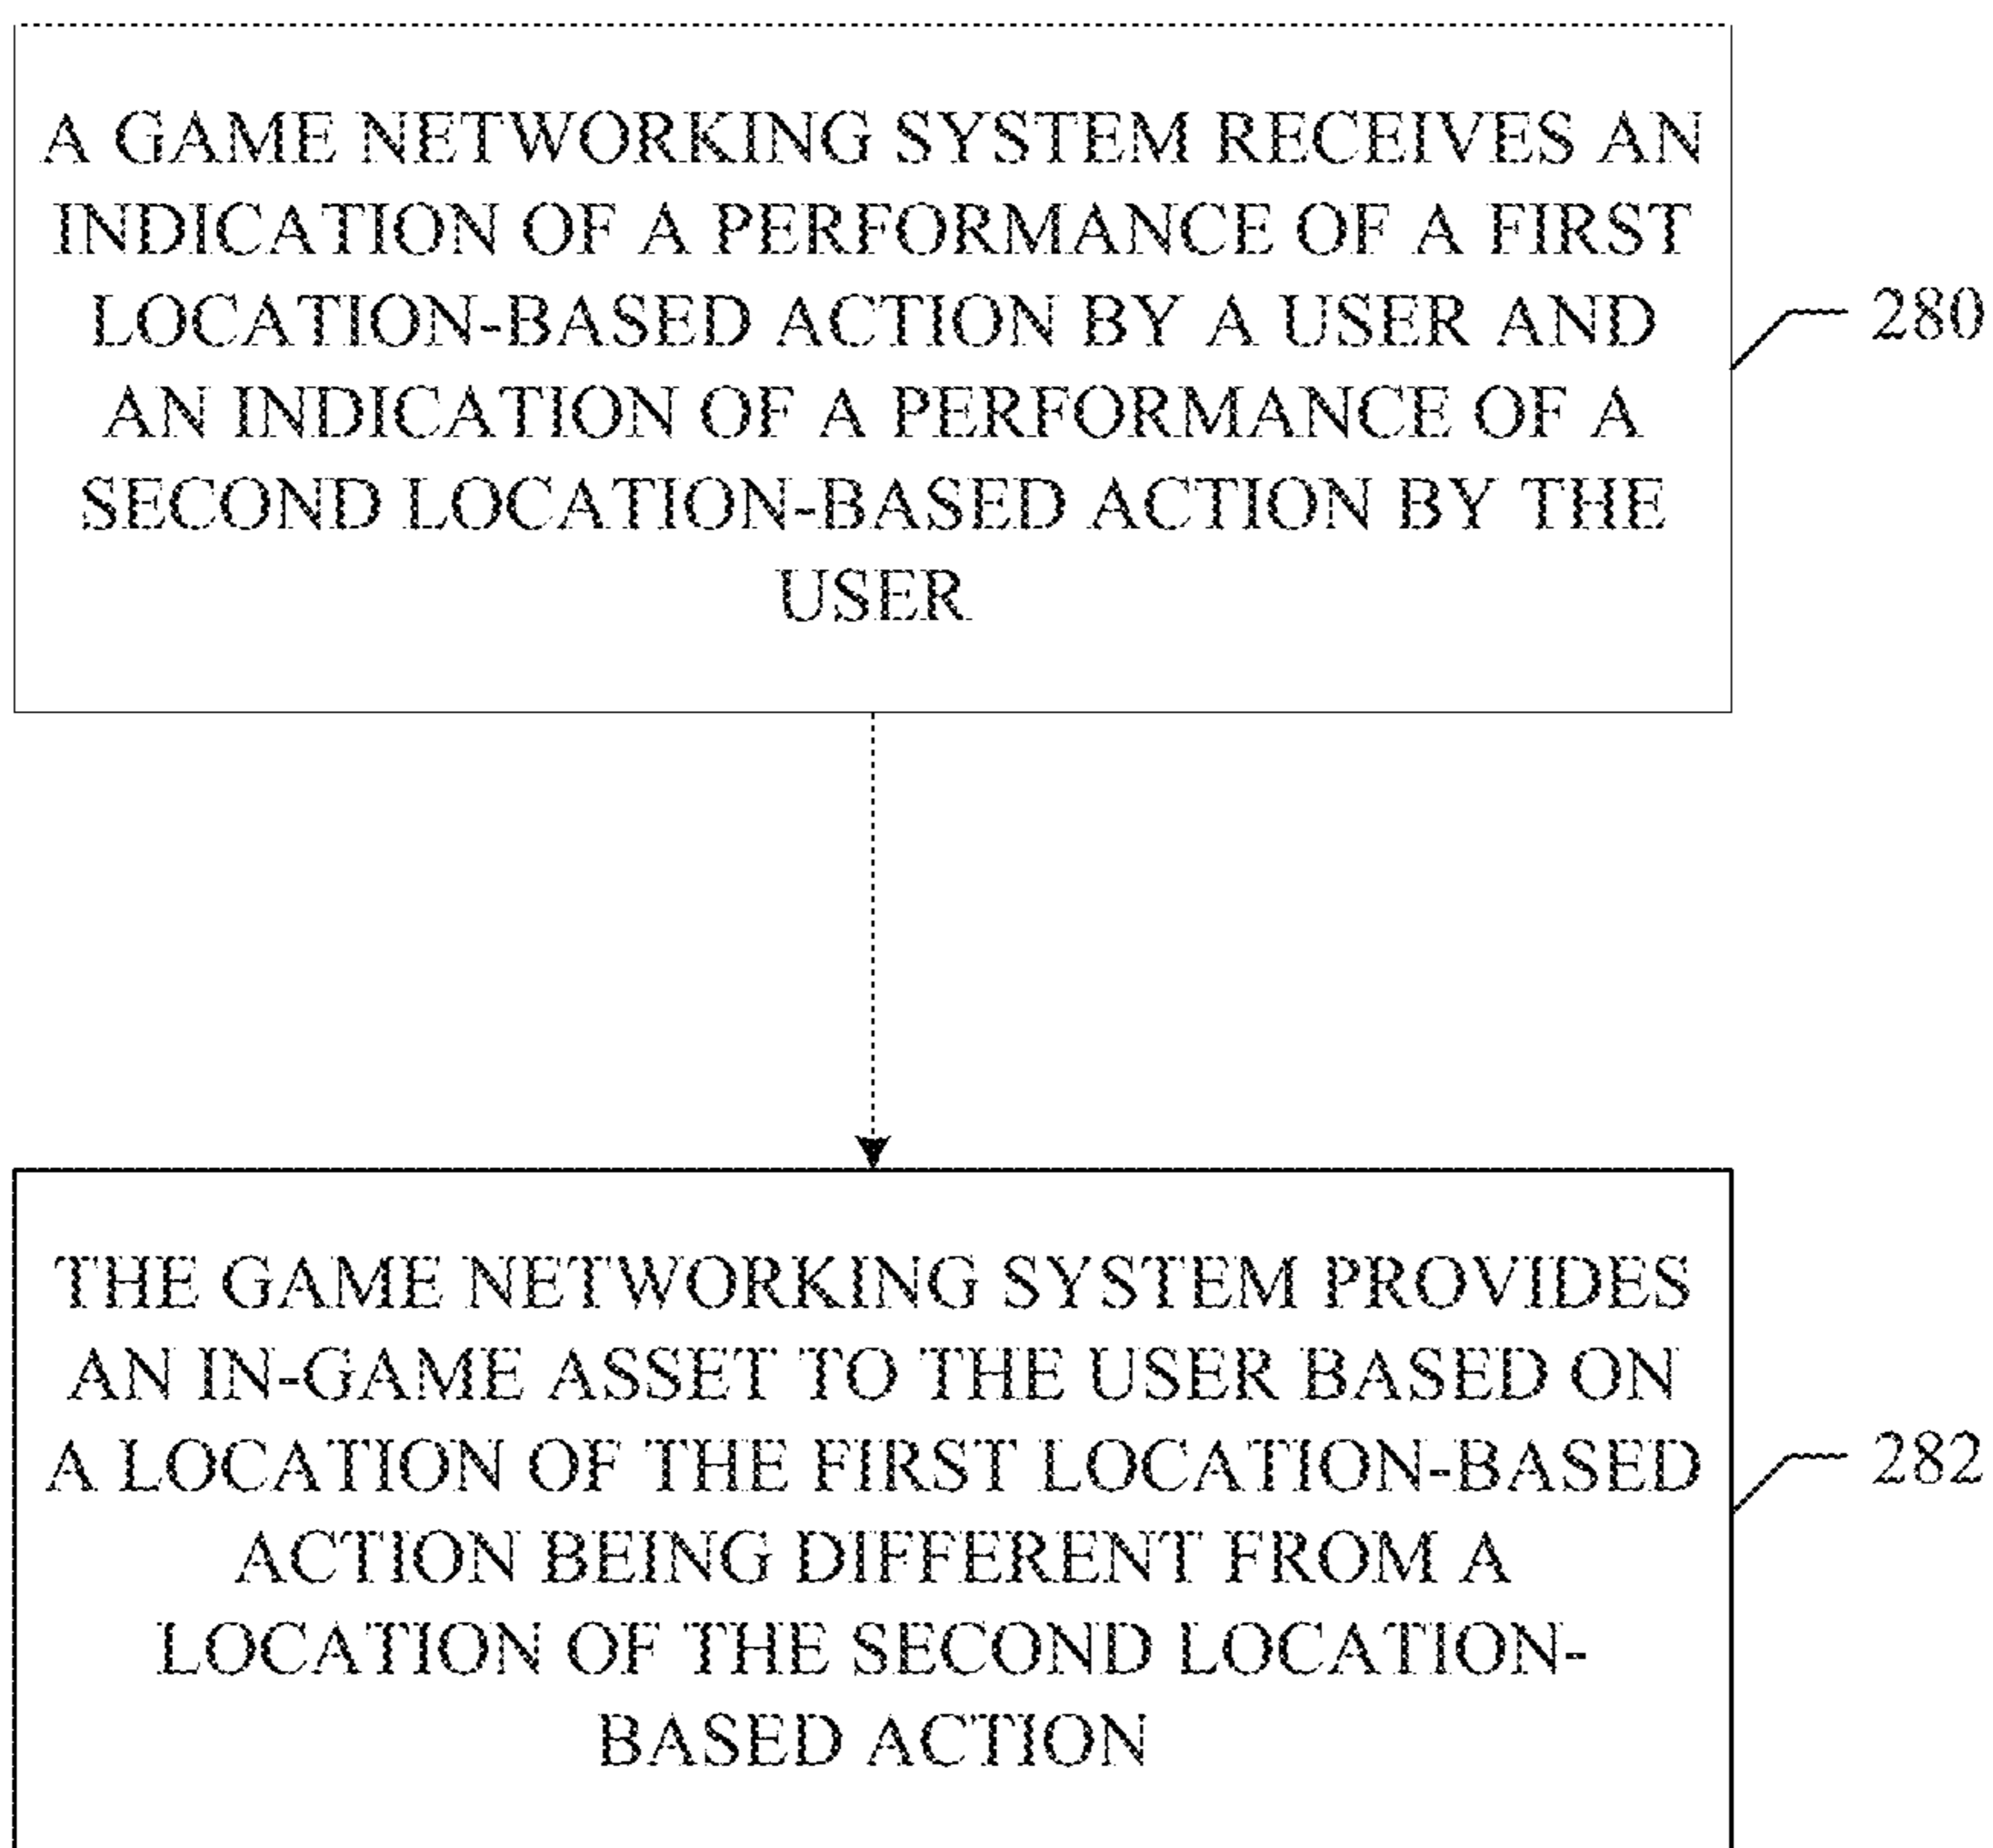 A GAME NETWORKING SYSTEM RECEIVES AN
INDICATION OF A PERFORMANCE OF A FIRST
LOCATION-BASED ACTION BY A USER AND
AN INDICATION OF A PERFORMANCE OF A
SECOND LOCATION-BASED ACTION BY THE
USER
280
THE GAME NETWORKING SYSTEM PROVIDES
AN IN-GAME ASSET TO THE USER BASED ON
A LOCATION OF THE FIRST LOCATION-BASED
ACTION BEING DIFFERENT FROM A
LOCATION OF THE SECOND LOCATION-
BASED ACTION
282